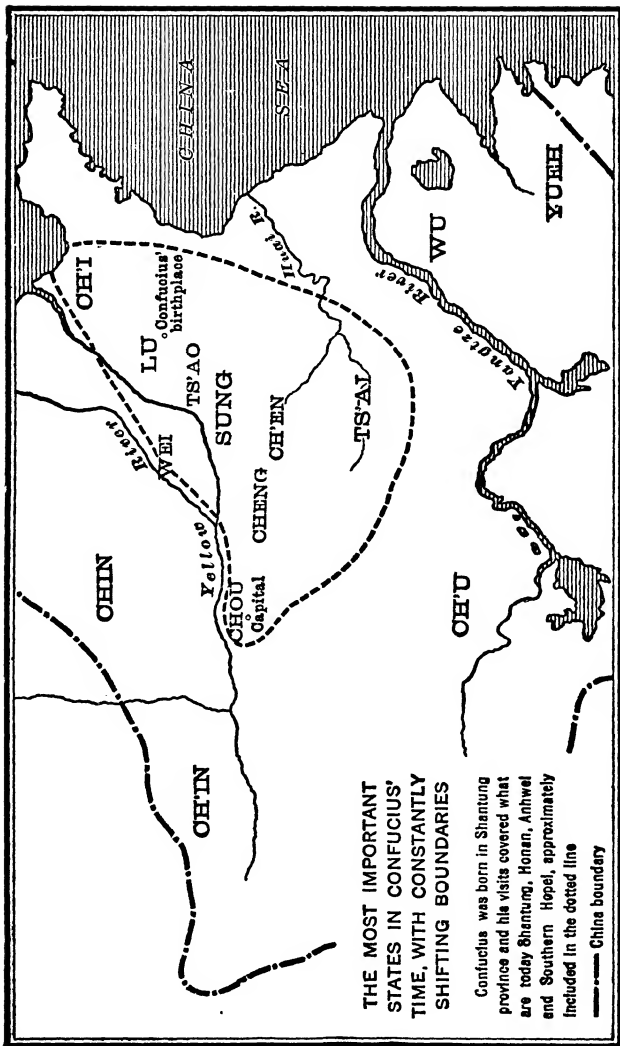 CHINA
SEA
CHIN
CH'IN
River
Yellow
WEI
CH'I
LU
Confucius'
birthplace
TS'AO
SUNG
CHOU
Capital
CHENG
CH'EN
TS'AI
Huai R.
THE MOST IMPORTANT
STATES IN CONFUCIUS'
TIME, WITH CONSTANTLY
SHIFTING BOUNDARIES
Confucius was born in Shantung
province and his visits covered what
are today Shantung, Honan, Anhwei
and Southern Hopei, approximately
included in the dotted line
China boundary
CH'U
Yangtze River
WU
YUEH